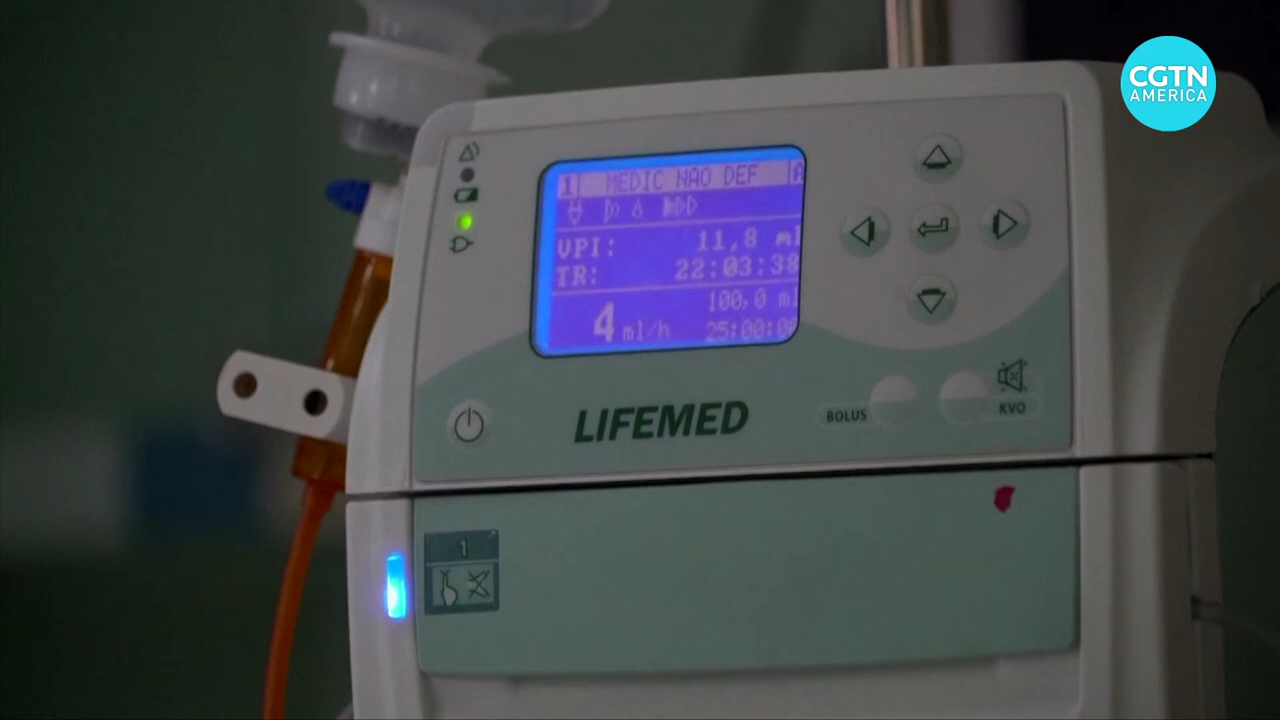 CGTN
AMERICA
1 MEDIC NAO DEF A
VPI: 11,8 ml
TR: 22:03:38
4 ml/h
100,0 ml
25:00:00
LIFEMED
BOLUS
KVO
1